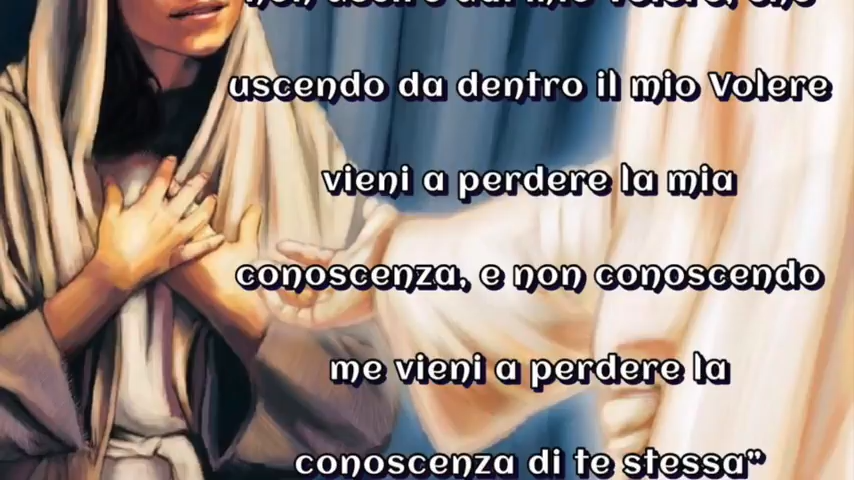 uscendo da dentro il mio Volere
vieni a perdere la mia
conoscenza, e non conoscendo
me vieni a perdere la
conoscenza di te stessa”